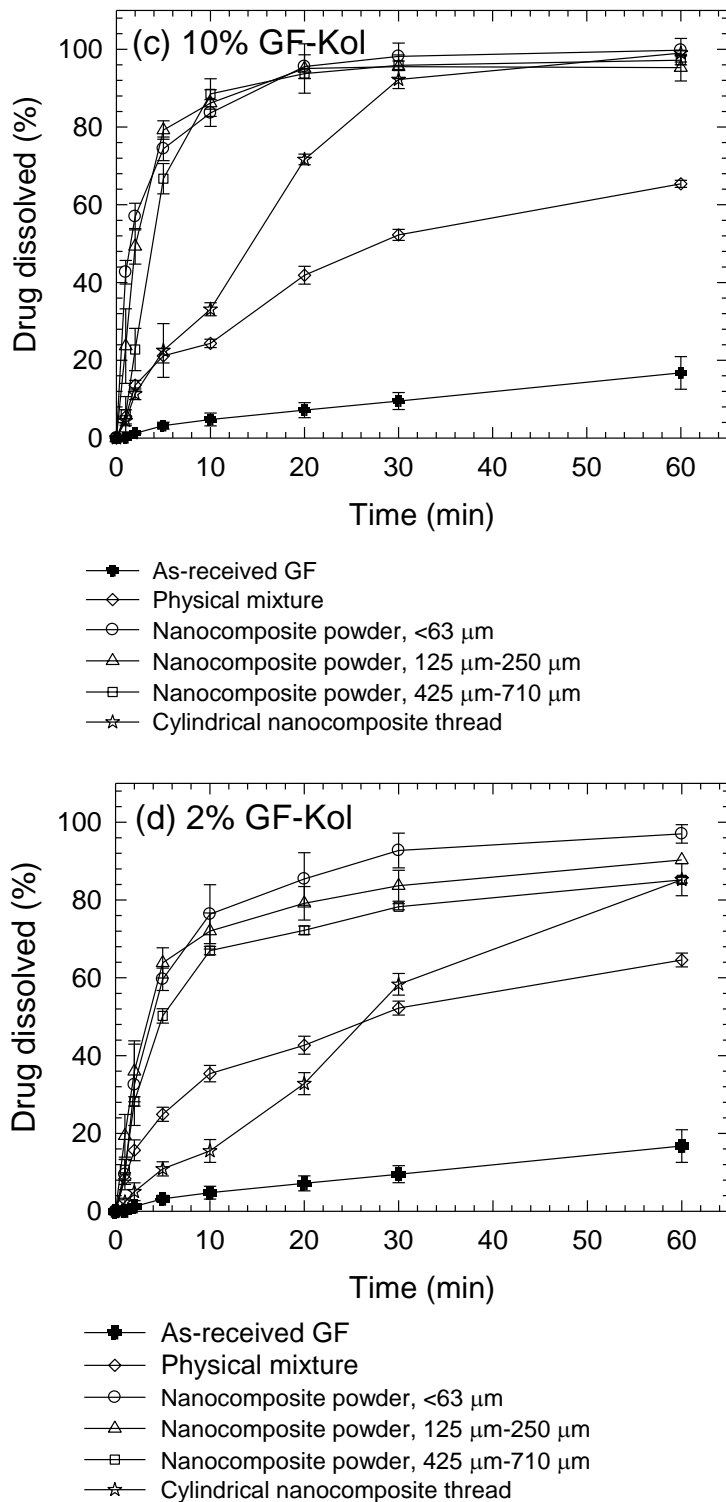 (c) 10% GF-Kol
100
80
60
40
20
0
Drug dissolved (%)
0 10 20 30 40 50 60
Time (min)
As-received GF
Physical mixture
Nanocomposite powder, <63 μm
Nanocomposite powder, 125 μm-250 μm
Nanocomposite powder, 425 μm-710 μm
Cylindrical nanocomposite thread
(d) 2% GF-Kol
100
80
60
40
20
0
Drug dissolved (%)
0 10 20 30 40 50 60
Time (min)
As-received GF
Physical mixture
Nanocomposite powder, <63 μm
Nanocomposite powder, 125 μm-250 μm
Nanocomposite powder, 425 μm-710 μm
Cylindrical nanocomposite thread